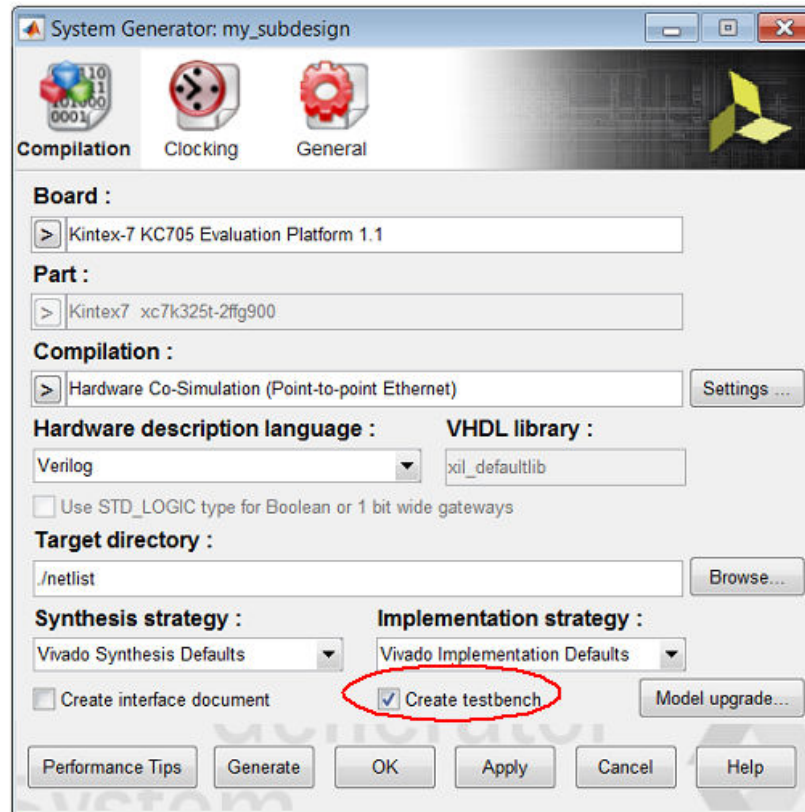 System Generator: my_subdesign
Compilation Clocking General
Board :
> Kintex-7 KC705 Evaluation Platform 1.1
Part :
> Kintex7 xc7k325t-2ffg900
Compilation :
> Hardware Co-Simulation (Point-to-point Ethernet) Settings ...
Hardware description language : VHDL library :
Verilog xil_defaultlib
Use STD_LOGIC type for Boolean or 1 bit wide gateways
Target directory :
./netlist Browse...
Synthesis strategy : Implementation strategy :
Vivado Synthesis Defaults Vivado Implementation Defaults
Create interface document Create testbench Model upgrade...
Generator
Performance Tips Generate OK Apply Cancel Help
System